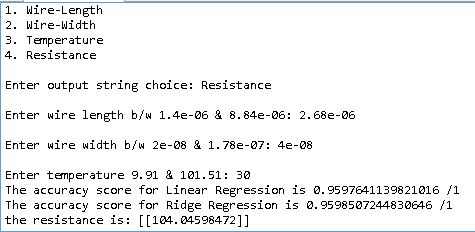 1. Wire-Length
2. Wire-Width
3. Temperature
4. Resistance
Enter output string choice: Resistance
Enter wire length b/w 1.4e-06 & 8.84e-06: 2.68e-06
Enter wire width b/w 2e-08 & 1.78e-07: 4e-08
Enter temperature 9.91 & 101.51: 30
The accuracy score for Linear Regression is 0.9597641139821016 /1
The accuracy score for Ridge Regression is 0.9598507244830646 /1
the resistance is: [[104.04598472]]